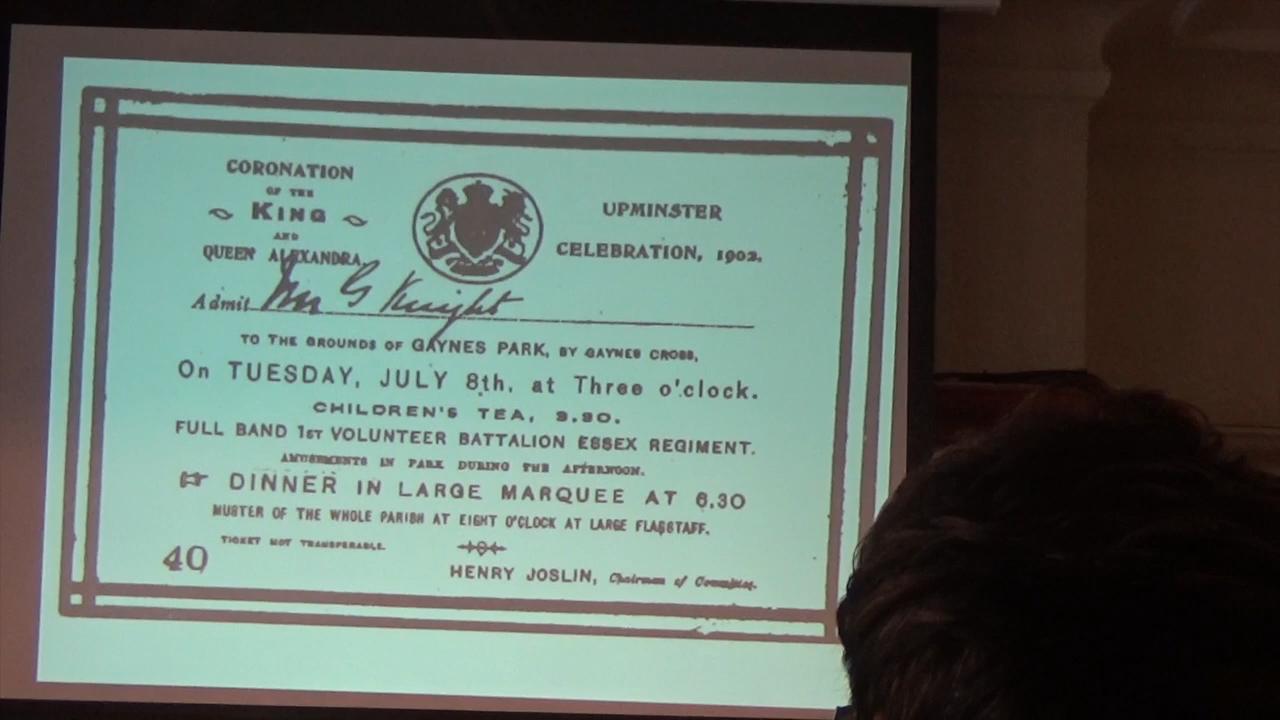 CORONATION
OF THE
KING
AND
QUEEN ALEXANDRA.
UPMINSTER
CELEBRATION, 1902.
Admit Mr G Knight
TO THE GROUNDS OF GAYNES PARK, BY GAYNES CROSS,
On TUESDAY, JULY 8th, at Three o'clock.
CHILDREN'S TEA, 3.30.
FULL BAND 1ST VOLUNTEER BATTALION ESSEX REGIMENT.
AMUSEMENTS IN PARK DURING THE AFTERNOON.
DINNER IN LARGE MARQUEE AT 6.30
MUSTER OF THE WHOLE PARISH AT EIGHT O'CLOCK AT LARGE FLAGSTAFF.
TICKET NOT TRANSFERABLE.
40
HENRY JOSLIN, Chairman of Committee.